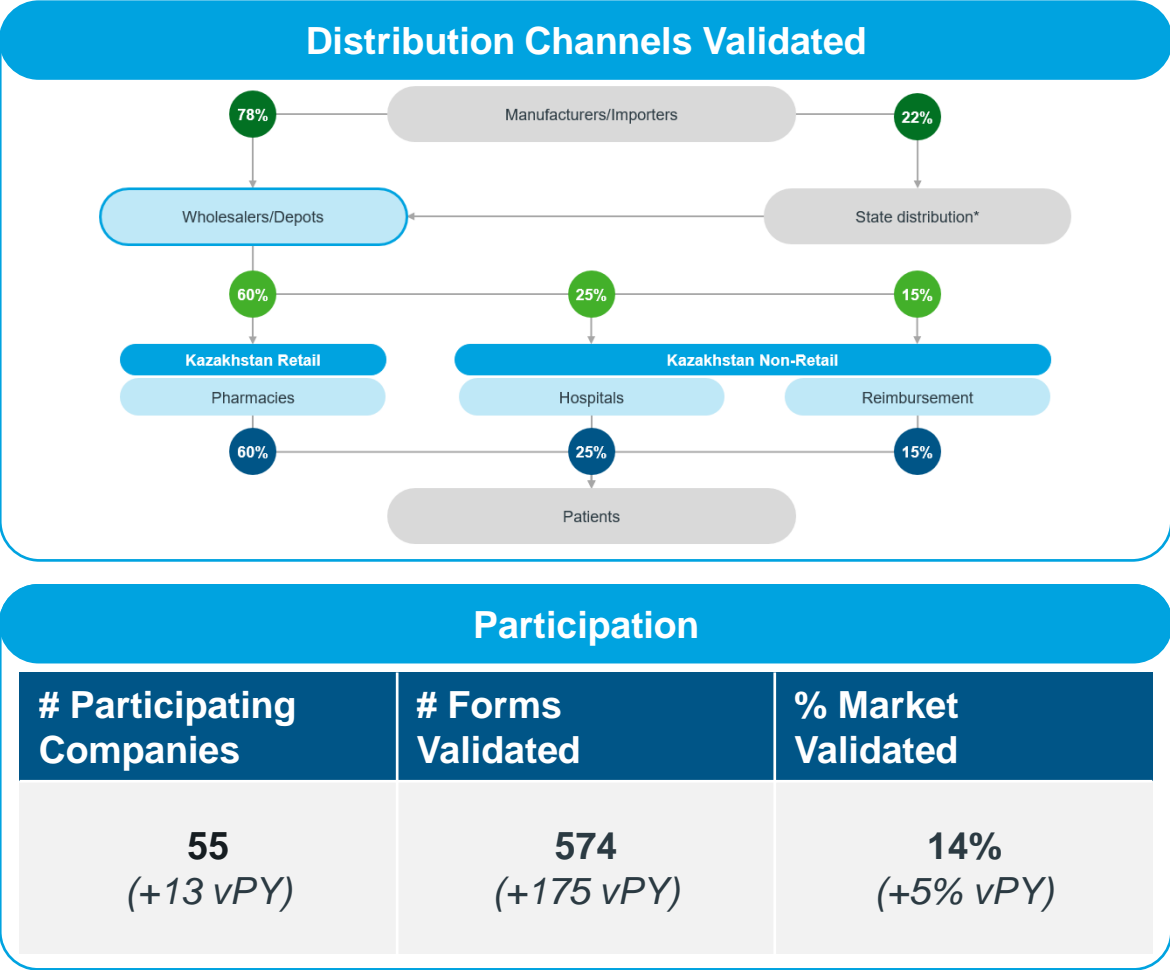 Distribution Channels Validated
78%
Manufacturers/Importers
22%
Wholesalers/Depots
State distribution*
60%
25%
15%
Kazakhstan Retail
Kazakhstan Non-Retail
Pharmacies
Hospitals
Reimbursement
60%
25%
15%
Patients
Participation
# Participating
Companies
# Forms
Validated
% Market
Validated
55
(+13 vPY)
574
(+175 vPY)
14%
(+5% vPY)